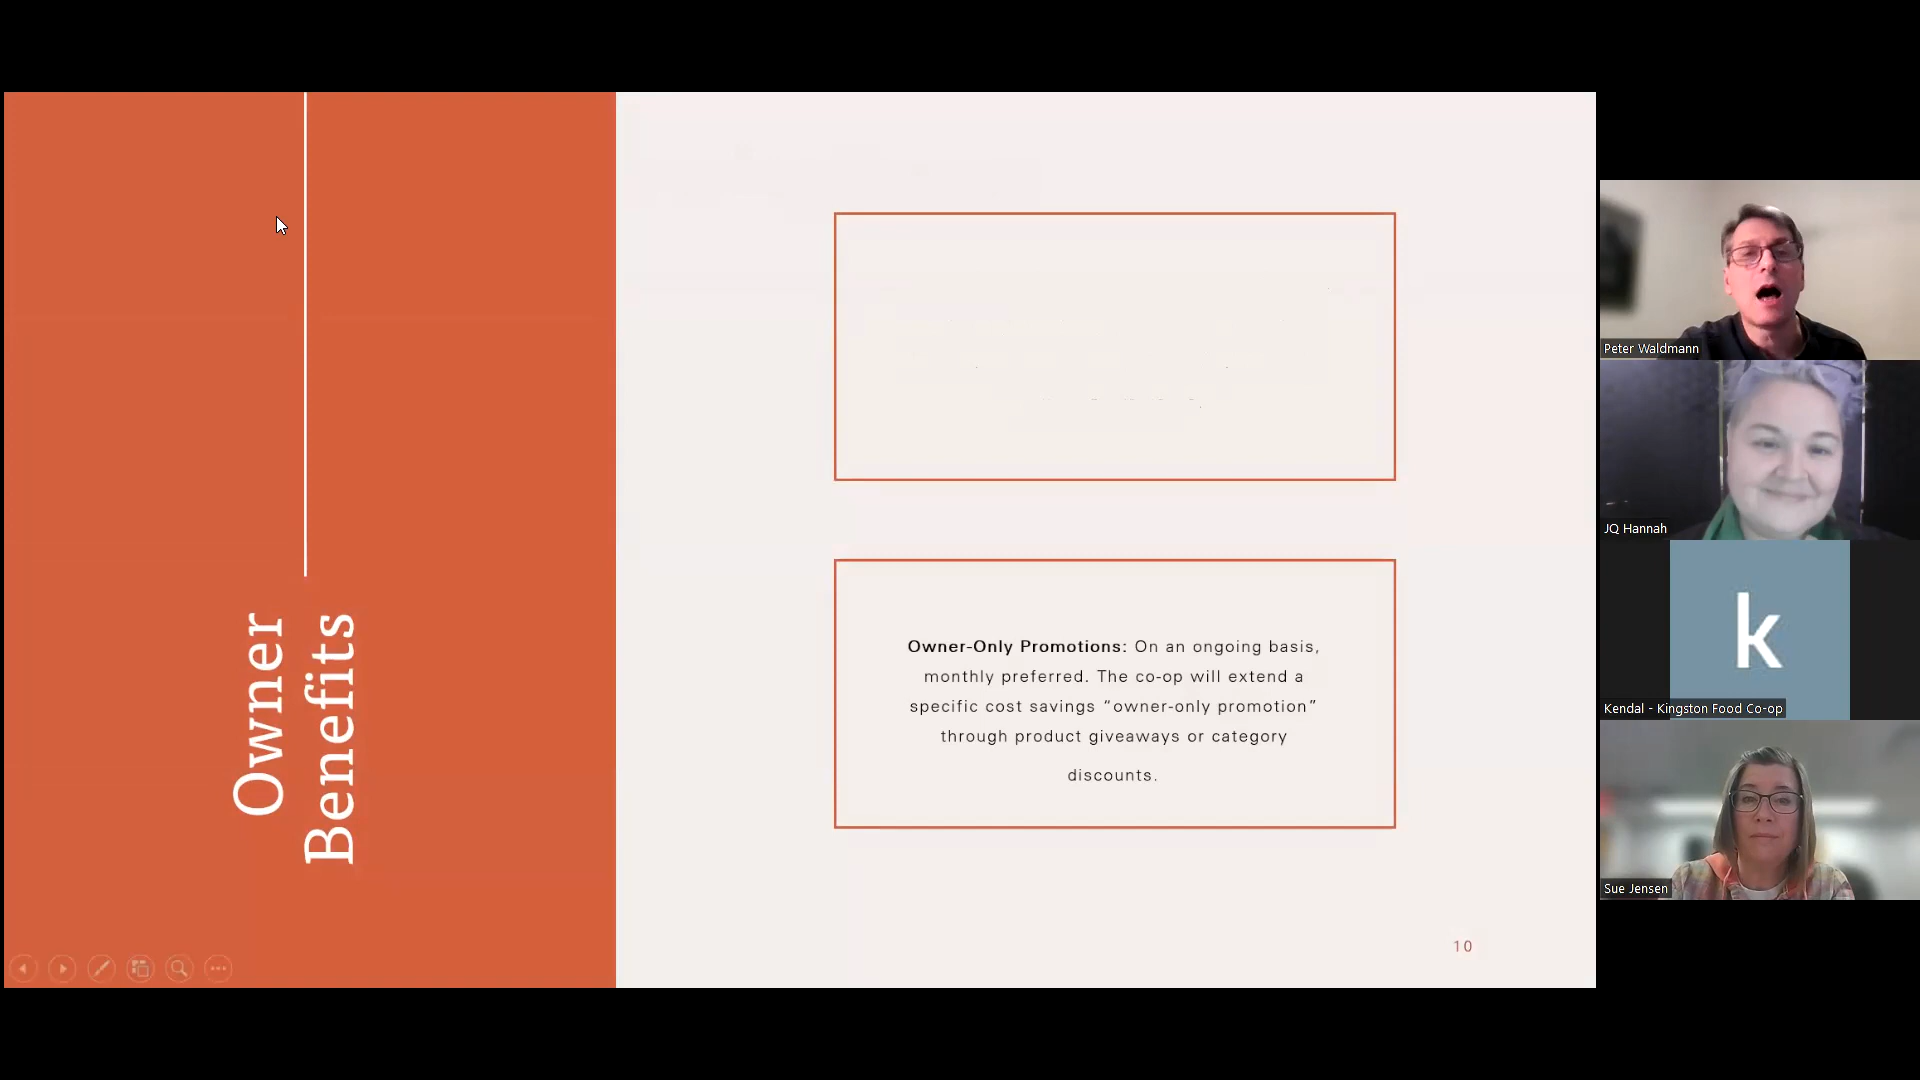 Owner
Benefits
Owner-Only Promotions: On an ongoing basis,
monthly preferred. The co-op will extend a
specific cost savings “owner-only promotion”
through product giveaways or category
discounts.
10
Peter Waldmann
JQ Hannah
k
Kendal - Kingston Food Co-op
Sue Jensen